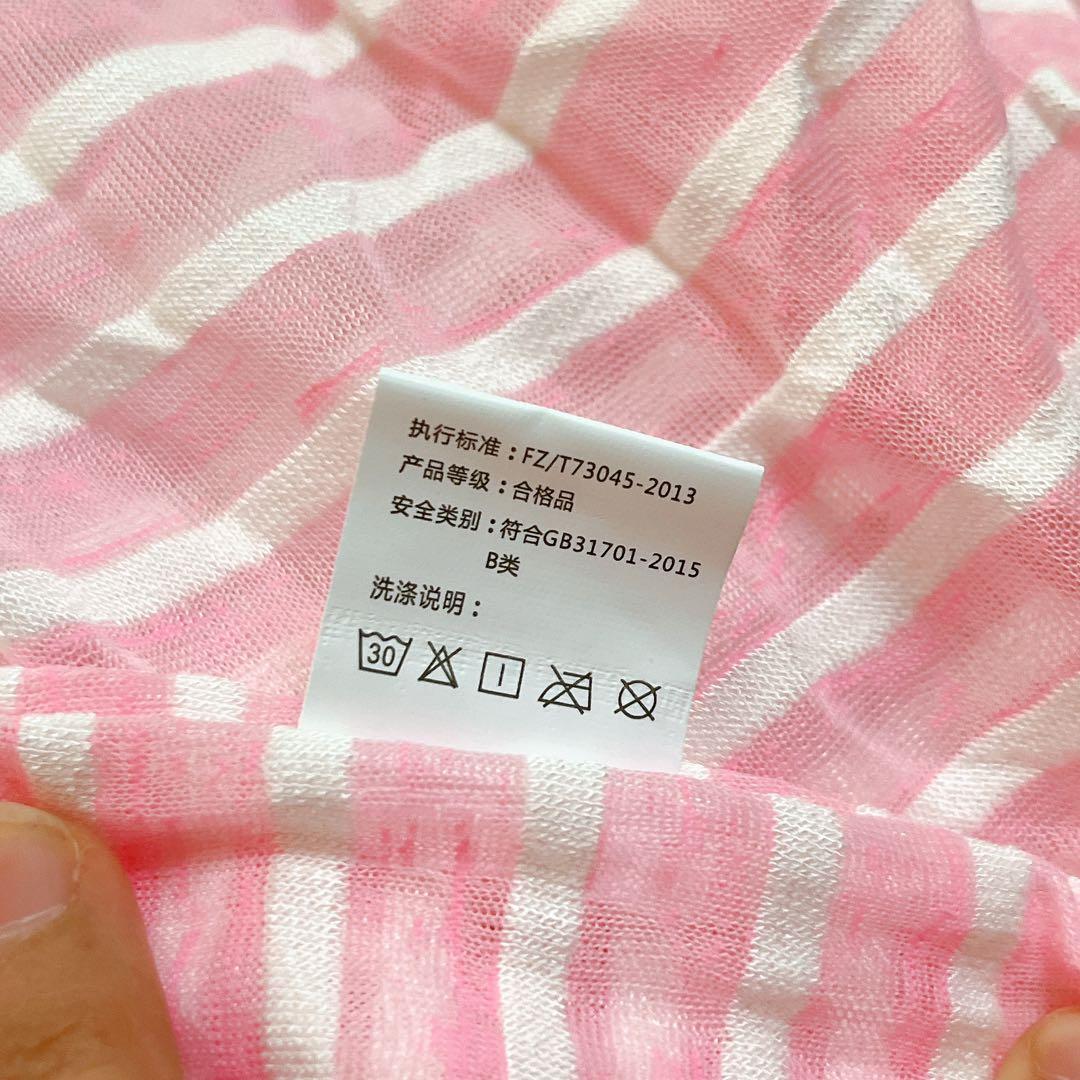 执行标准：FZ/T73045-2013
产品等级：合格品
安全类别：符合GB31701-2015
B类
洗涤说明：
30